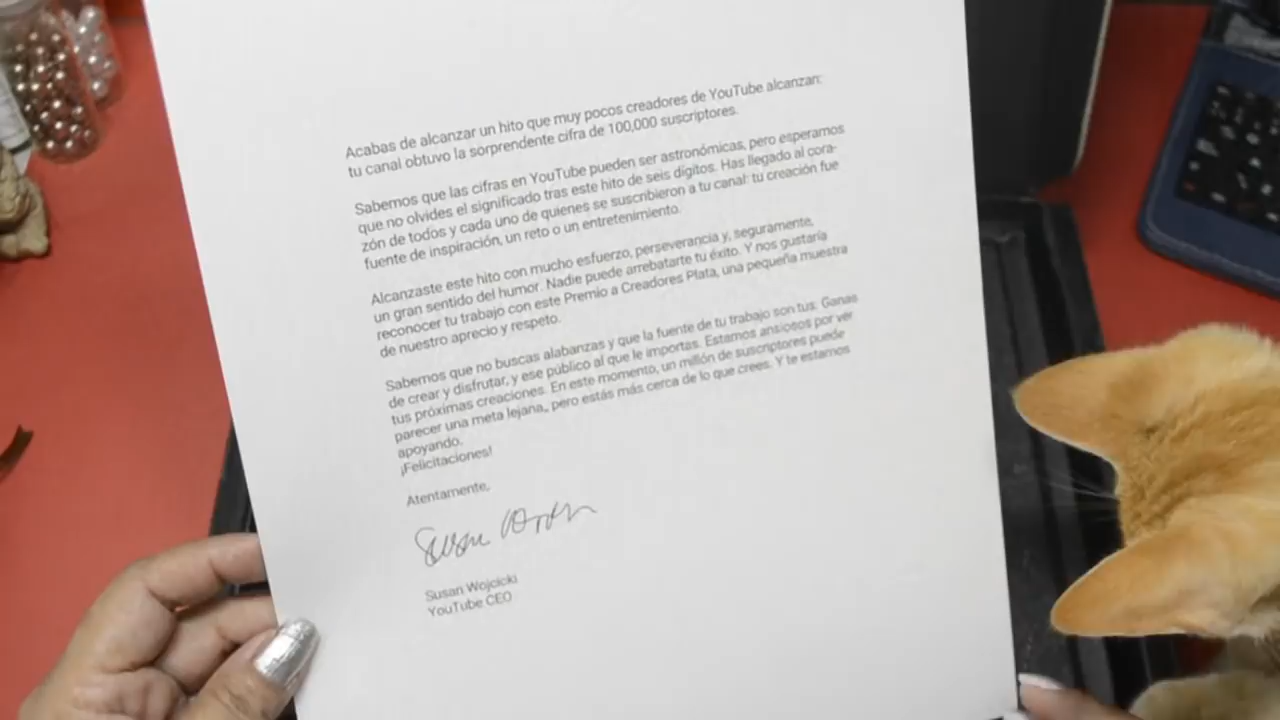 Acabas de alcanzar un hito que muy pocos creadores de YouTube alcanzan:
tu canal obtuvo la sorprendente cifra de 100,000 suscriptores.
Sabemos que las cifras en YouTube pueden ser astronómicas, pero esperamos
que no olvides el significado tras este hito de seis dígitos. Has llegado al cora-
zón de todos y cada uno de quienes se suscribieron a tu canal: tu creación fue
fuente de inspiración, un reto o un entretenimiento.
Alcanzaste este hito con mucho esfuerzo, perseverancia y, seguramente,
un gran sentido del humor. Nadie puede arrebatarte tu éxito. Y nos gustaría
reconocer tu trabajo con este Premio a Creadores Plata, una pequeña muestra
de nuestro aprecio y respeto.
Sabemos que no buscas alabanzas y que la fuente de tu trabajo son tus: Ganas
de crear y disfrutar, y ese público al que le importas. Estamos ansiosos por ver
tus próximas creaciones. En este momento, un millón de suscriptores puede
parecer una meta lejana,, pero estás más cerca de lo que crees. Y te estamos
apoyando.
¡Felicitaciones!
Atentamente,
Susan Wojcicki
YouTube CEO